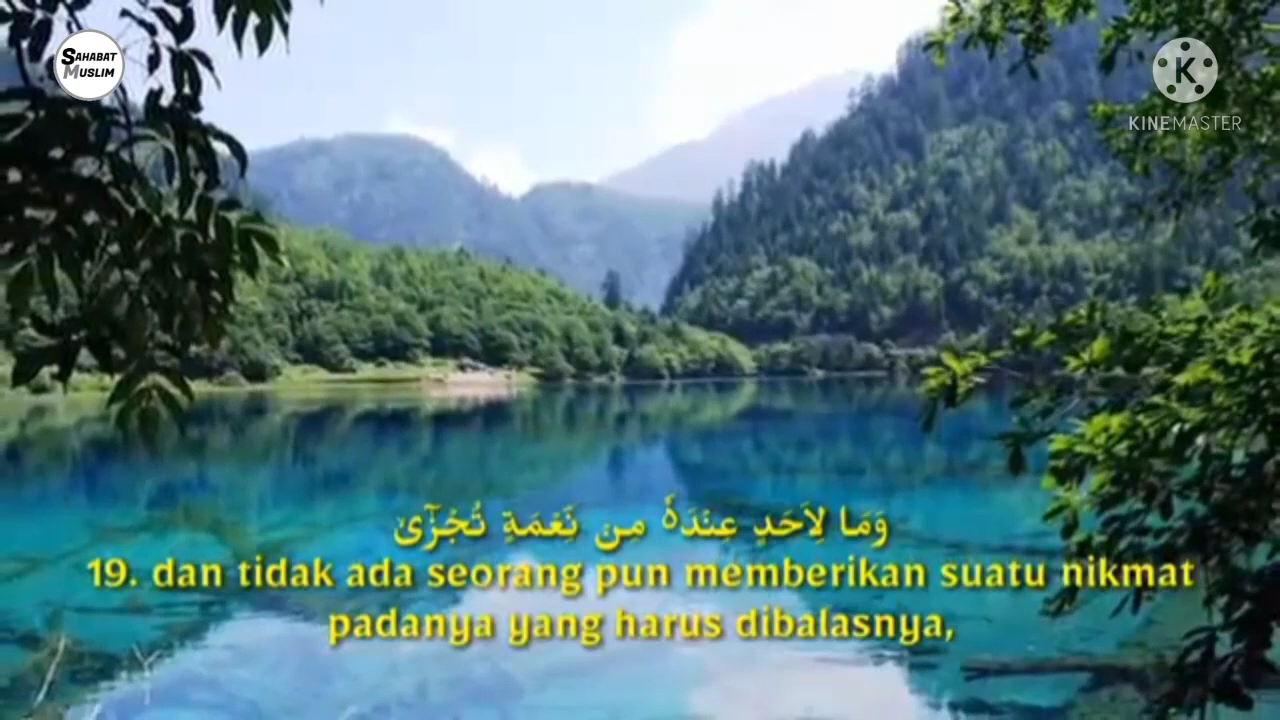 SAHABAT
MUSLIM
KINEMASTER
وَمَا لِاَحَدٍ عِنْدَهٗ مِنْ نِّعْمَةٍ تُجْزٰٓىۙ
19. dan tidak ada seorang pun memberikan suatu nikmat
padanya yang harus dibalasnya,